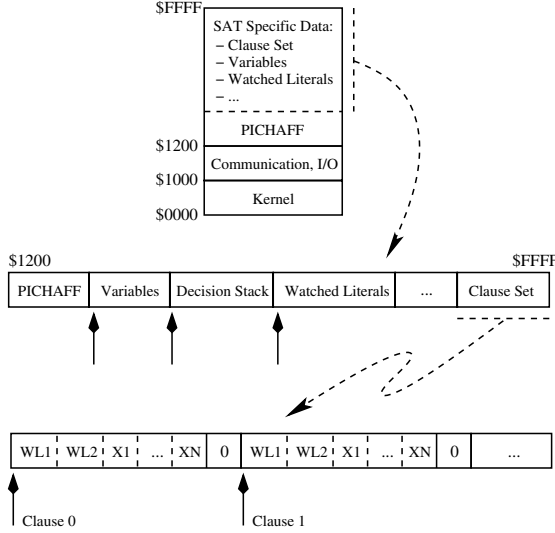 $FFFF
SAT Specific Data:
– Clause Set
– Variables
– Watched Literals
– ...
PICHAFF
$1200
Communication, I/O
$1000
Kernel
$0000
$1200 $FFFF
PICHAFF Variables Decision Stack Watched Literals ... Clause Set
WL1 WL2 X1 ... XN 0 WL1 WL2 X1 ... XN 0 ...
Clause 0 Clause 1